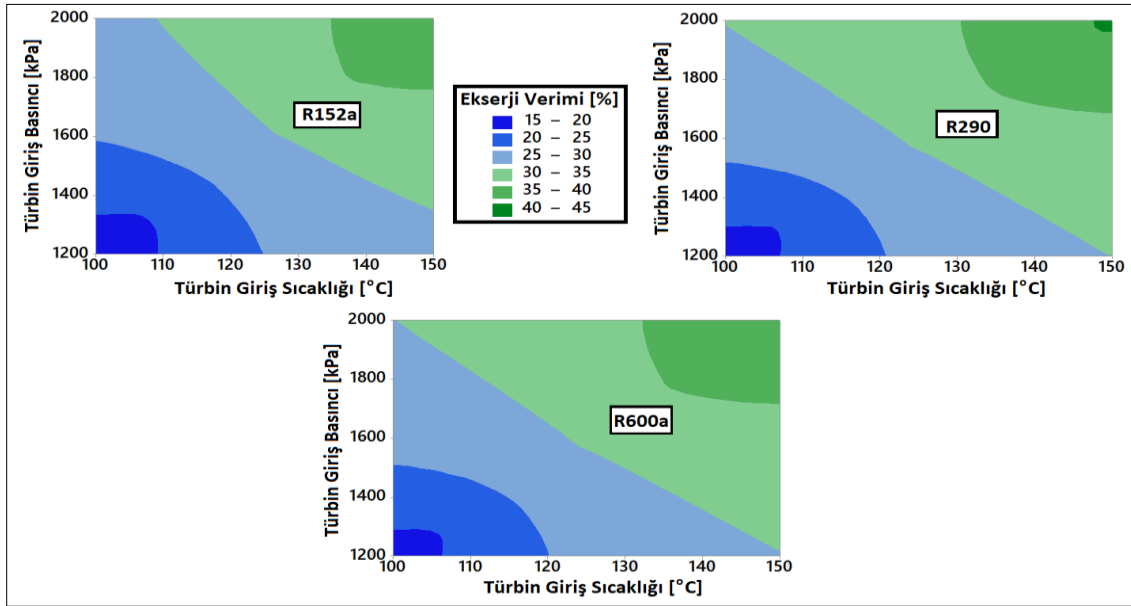 2000
1800
1600
1400
1200
100
110
120
130
140
150
Türbin Giriş Basıncı [kPa]
Türbin Giriş Sıcaklığı [°C]
R152a
Ekserji Verimi [%]
15 – 20
20 – 25
25 – 30
30 – 35
35 – 40
40 – 45
2000
1800
1600
1400
1200
100
110
120
130
140
150
Türbin Giriş Basıncı [kPa]
Türbin Giriş Sıcaklığı [°C]
R290
2000
1800
1600
1400
1200
100
110
120
130
140
150
Türbin Giriş Basıncı [kPa]
Türbin Giriş Sıcaklığı [°C]
R600a